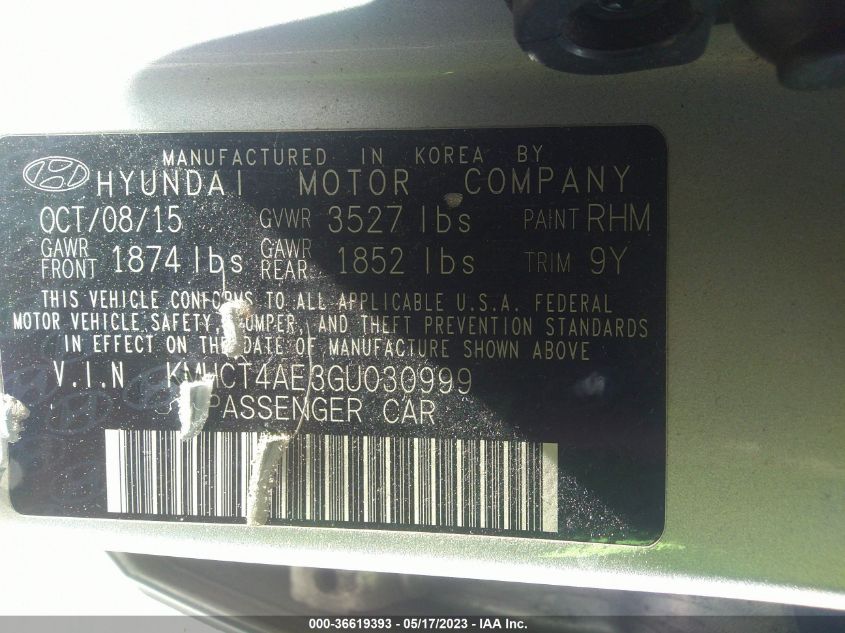 MANUFACTURED IN KOREA BY
HYUNDAI MOTOR COMPANY
OCT/08/15 GVWR 3527 lbs PAINT RHM
GAWR FRONT 1874 lbs GAWR REAR 1852 lbs TRIM 9Y
THIS VEHICLE CONFORMS TO ALL APPLICABLE U.S.A. FEDERAL
MOTOR VEHICLE SAFETY, BUMPER, AND THEFT PREVENTION STANDARDS
IN EFFECT ON THE DATE OF MANUFACTURE SHOWN ABOVE
V.I.N KMHCT4AE3GU030999
PASSENGER CAR
000-36619393 - 05/17/2023 - IAA Inc.